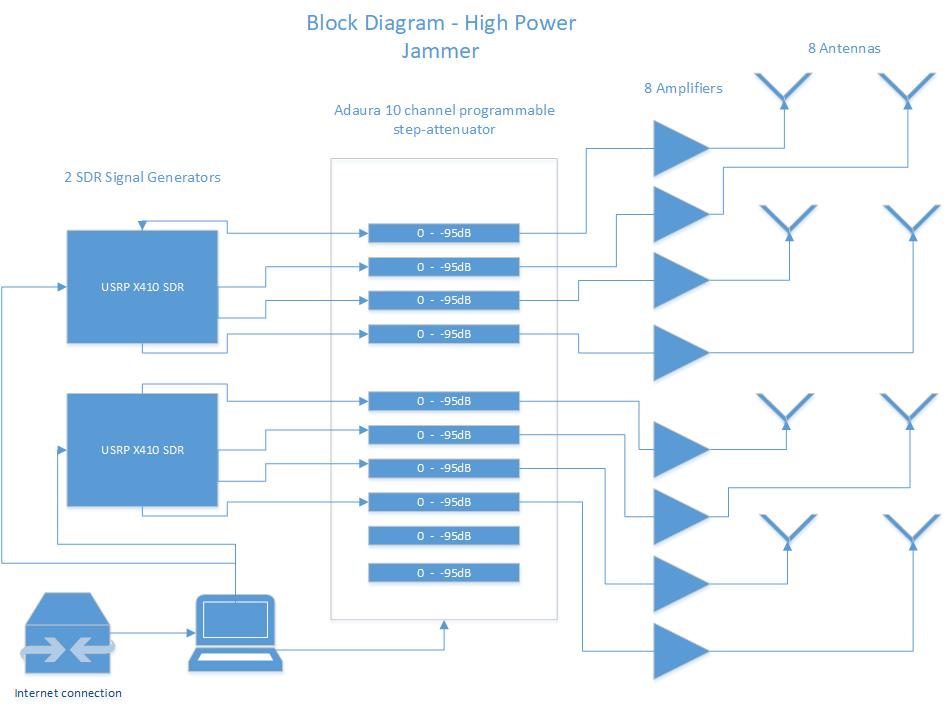 Block Diagram - High Power
Jammer
8 Antennas
8 Amplifiers
Adaura 10 channel programmable
step-attenuator
2 SDR Signal Generators
0 - -95dB
0 - -95dB
USRP X410 SDR
0 - -95dB
0 - -95dB
0 - -95dB
0 - -95dB
USRP X410 SDR
0 - -95dB
0 - -95dB
0 - -95dB
0 - -95dB
Internet connection